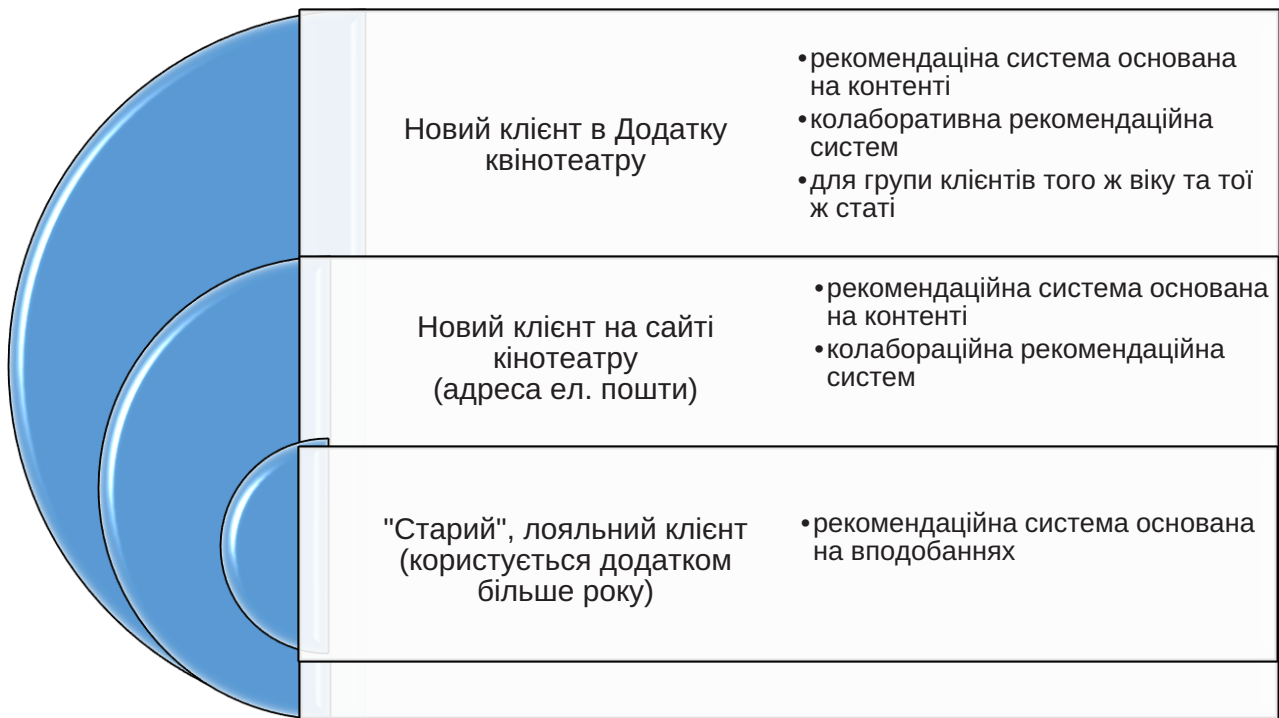 Новий клієнт в Додатку
квінотеатру
•рекомендаціна система основана
на контенті
•колаборативна рекомендаційна
систем
•для групи клієнтів того ж віку та тої
ж статі
Новий клієнт на сайті
кінотеатру
(адреса ел. пошти)
•рекомендаційна система основана
на контенті
•колабораційна рекомендаційна
систем
"Старий", лояльний клієнт
(користується додатком
більше року)
•рекомендаційна система основана
на вподобаннях